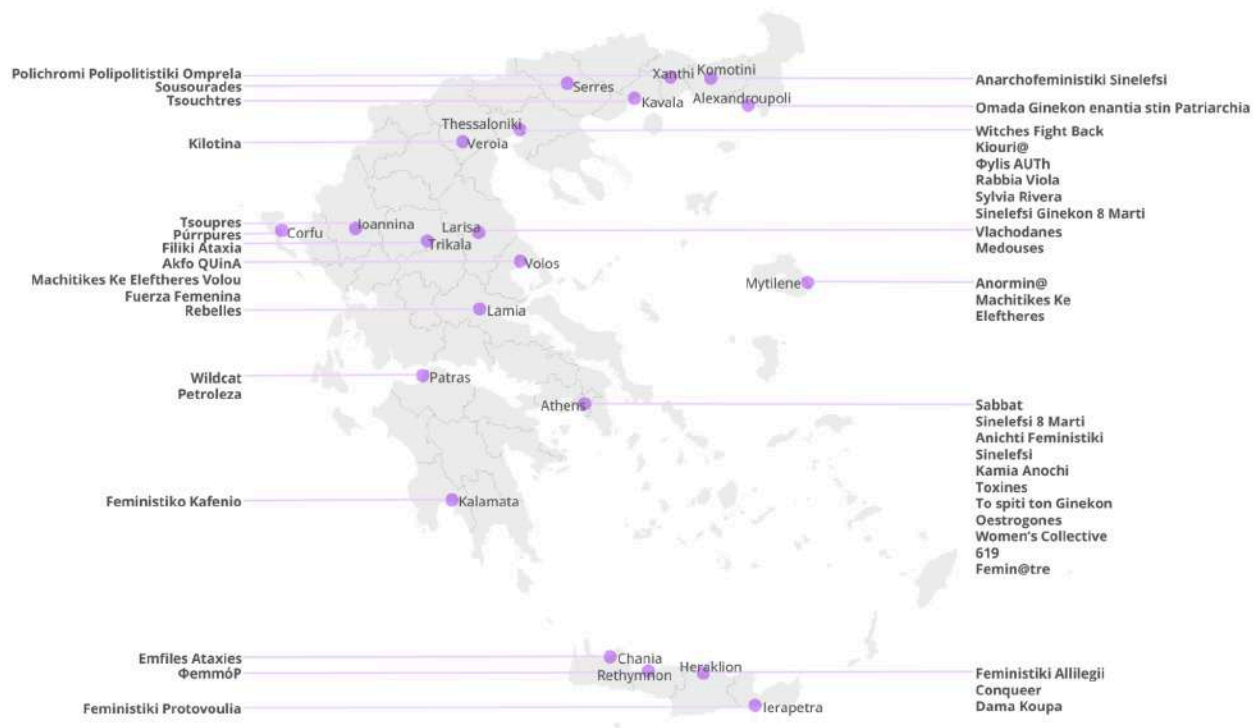 Polichromi Polipolitistiki Omprela
Sousourades
Tsouchtres
Kilotina
Tsoupres
Púrrpures
Filiki Ataxia
Akfo QUinA
Machitikes Ke Eleftheres Volou
Fuerza Femenina
Rebelles
Wildcat
Petroleza
Feministiko Kafenio
Emfiles Ataxies
ΦεmmóP
Feministiki Protovoulia
Xanthi
Komotini
Serres
Kavala
Alexandroupoli
Thessaloniki
Veroia
Ioannina
Larisa
Corfu
Trikala
Volos
Mytilene
Lamia
Patras
Athens
Kalamata
Chania
Rethymnon
Heraklion
Ierapetra
Anarchofeministiki Sinelefsi
Omada Ginekon enantia stin Patriarchia
Witches Fight Back
Kiouri@
Φylis AUTh
Rabbia Viola
Sylvia Rivera
Sinelefsi Ginekon 8 Marti
Vlachodanes
Medouses
Anormin@
Machitikes Ke
Eleftheres
Sabbat
Sinelefsi 8 Marti
Anichti Feministiki
Sinelefsi
Kamia Anochi
Toxines
To spiti ton Ginekon
Oestrogones
Women's Collective
619
Femin@tre
Feministiki Allilegii
Conqueer
Dama Koupa